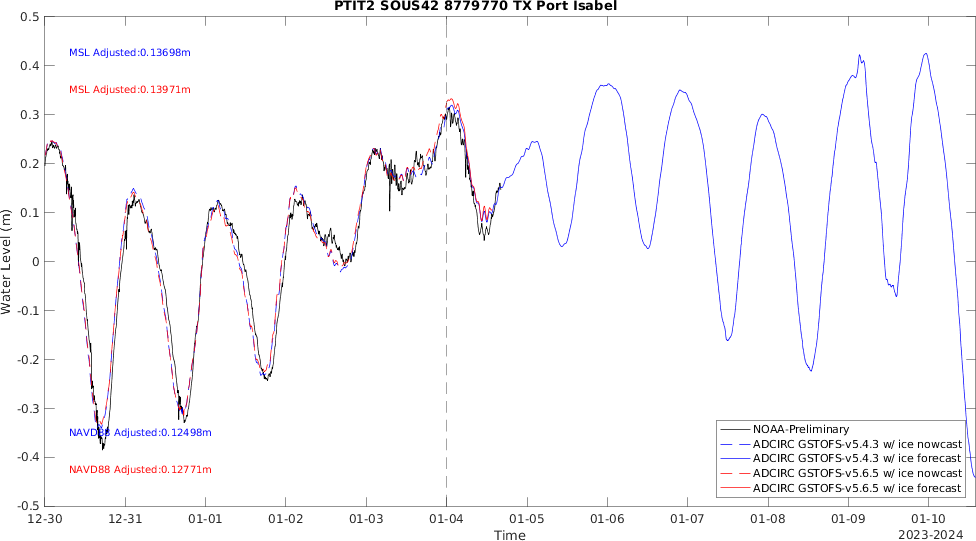 PTIT2 SOUS42 8779770 TX Port Isabel
0.5
0.4
0.3
0.2
0.1
0
-0.1
-0.2
-0.3
-0.4
-0.5
Water Level (m)
MSL Adjusted:0.13698m
MSL Adjusted:0.13971m
NAVD88 Adjusted:0.12498m
NAVD88 Adjusted:0.12771m
NOAA-Preliminary
ADCIRC GSTOFS-v5.4.3 w/ ice nowcast
ADCIRC GSTOFS-v5.4.3 w/ ice forecast
ADCIRC GSTOFS-v5.6.5 w/ ice nowcast
ADCIRC GSTOFS-v5.6.5 w/ ice forecast
12-30 12-31 01-01 01-02 01-03 01-04 01-05 01-06 01-07 01-08 01-09 01-10
Time
2023-2024